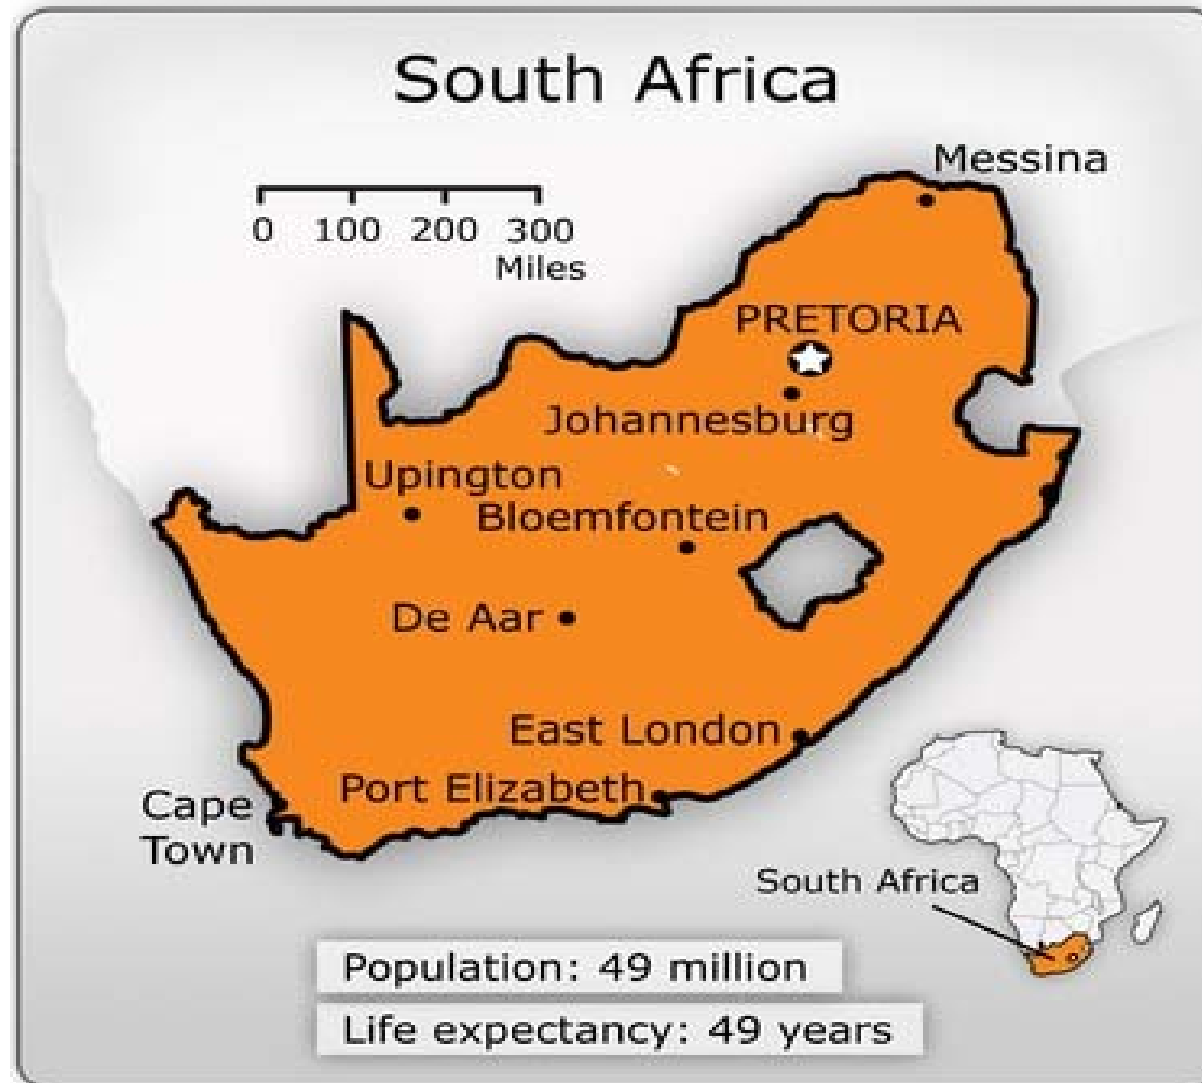 South Africa
Messina
0 100 200 300
Miles
PRETORIA
Johannesburg
Upington
Bloemfontein
De Aar
East London
Port Elizabeth
Cape
Town
South Africa
Population: 49 million
Life expectancy: 49 years